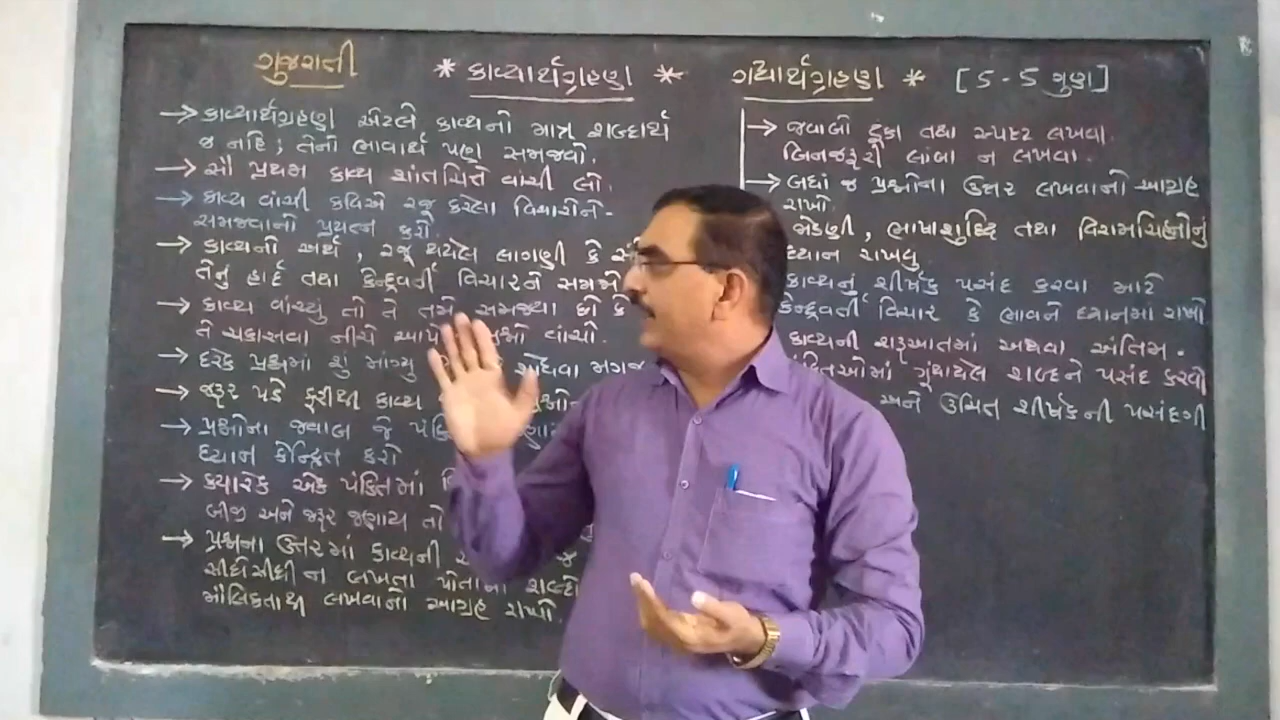 ગુજરાતી
* કાવ્યાર્થગ્રહણ *
ગદ્યાર્થગ્રહણ * [5-5 ગુણ]
→ કાવ્યાર્થગ્રહણ એટલે કાવ્યનો માત્ર શબ્દાર્થ
જ નહિ ; તેનો ભાવાર્થ પણ સમજવો.
→ સૌ પ્રથમ કાવ્ય શાંતચિત્તે વાંચી લો.
→ કાવ્ય વાંચી કવિએ રજૂ કરેલા વિચારોને
સમજવાનો પ્રયત્ન કરો.
→ કાવ્યનો અર્થ , રજૂ થયેલ લાગણી કે
તેનું હાર્દ તથા કેન્દ્રવર્તી વિચારને સમજો
→ કાવ્ય વાંચ્યું તો તે તમે સમજ્યા છો કે
તે ચકાસવા નીચે વાંચો.
→ દરેક પ્રશ્નમાં શું માંગ્યુ શોધવા મગજ
→ જરૂર પડે ફરીથી કાવ્ય
→ પ્રશ્નોના જવાબ જે
ધ્યાન કેન્દ્રિત કરો
→ ક્યારેક એક પંક્તિમાં
બીજી અને જરૂર જણાય તો
→ પ્રશ્નના ઉત્તરમાં કાવ્યની જ
સીધેસીધી ન લખતા પોતાના શબ્દો
મૌલિકતાથી લખવાનો આગ્રહ રાખો.
→ જવાબો ટૂંકા તથા સ્પષ્ટ લખવા.
બિનજરૂરી લાંબા ન લખવા.
→ બધાં જ પ્રશ્નોના ઉત્તર લખવાનો આગ્રહ
રાખો.
જોડણી , ભાષાશુદ્ધિ તથા વિરામચિહ્નોનું
ધ્યાન રાખવુ
કાવ્યનું શીર્ષક પસંદ કરવા માટે
કેન્દ્રવર્તી વિચાર કે ભાવને ધ્યાનમાં રાખો
કાવ્યની શરૂઆતમાં અથવા અંતિમ
પંક્તિઓમાં ગૂંથાયેલ શબ્દને પસંદ કરવો
અને ઉચિત શીર્ષકની પસંદગી